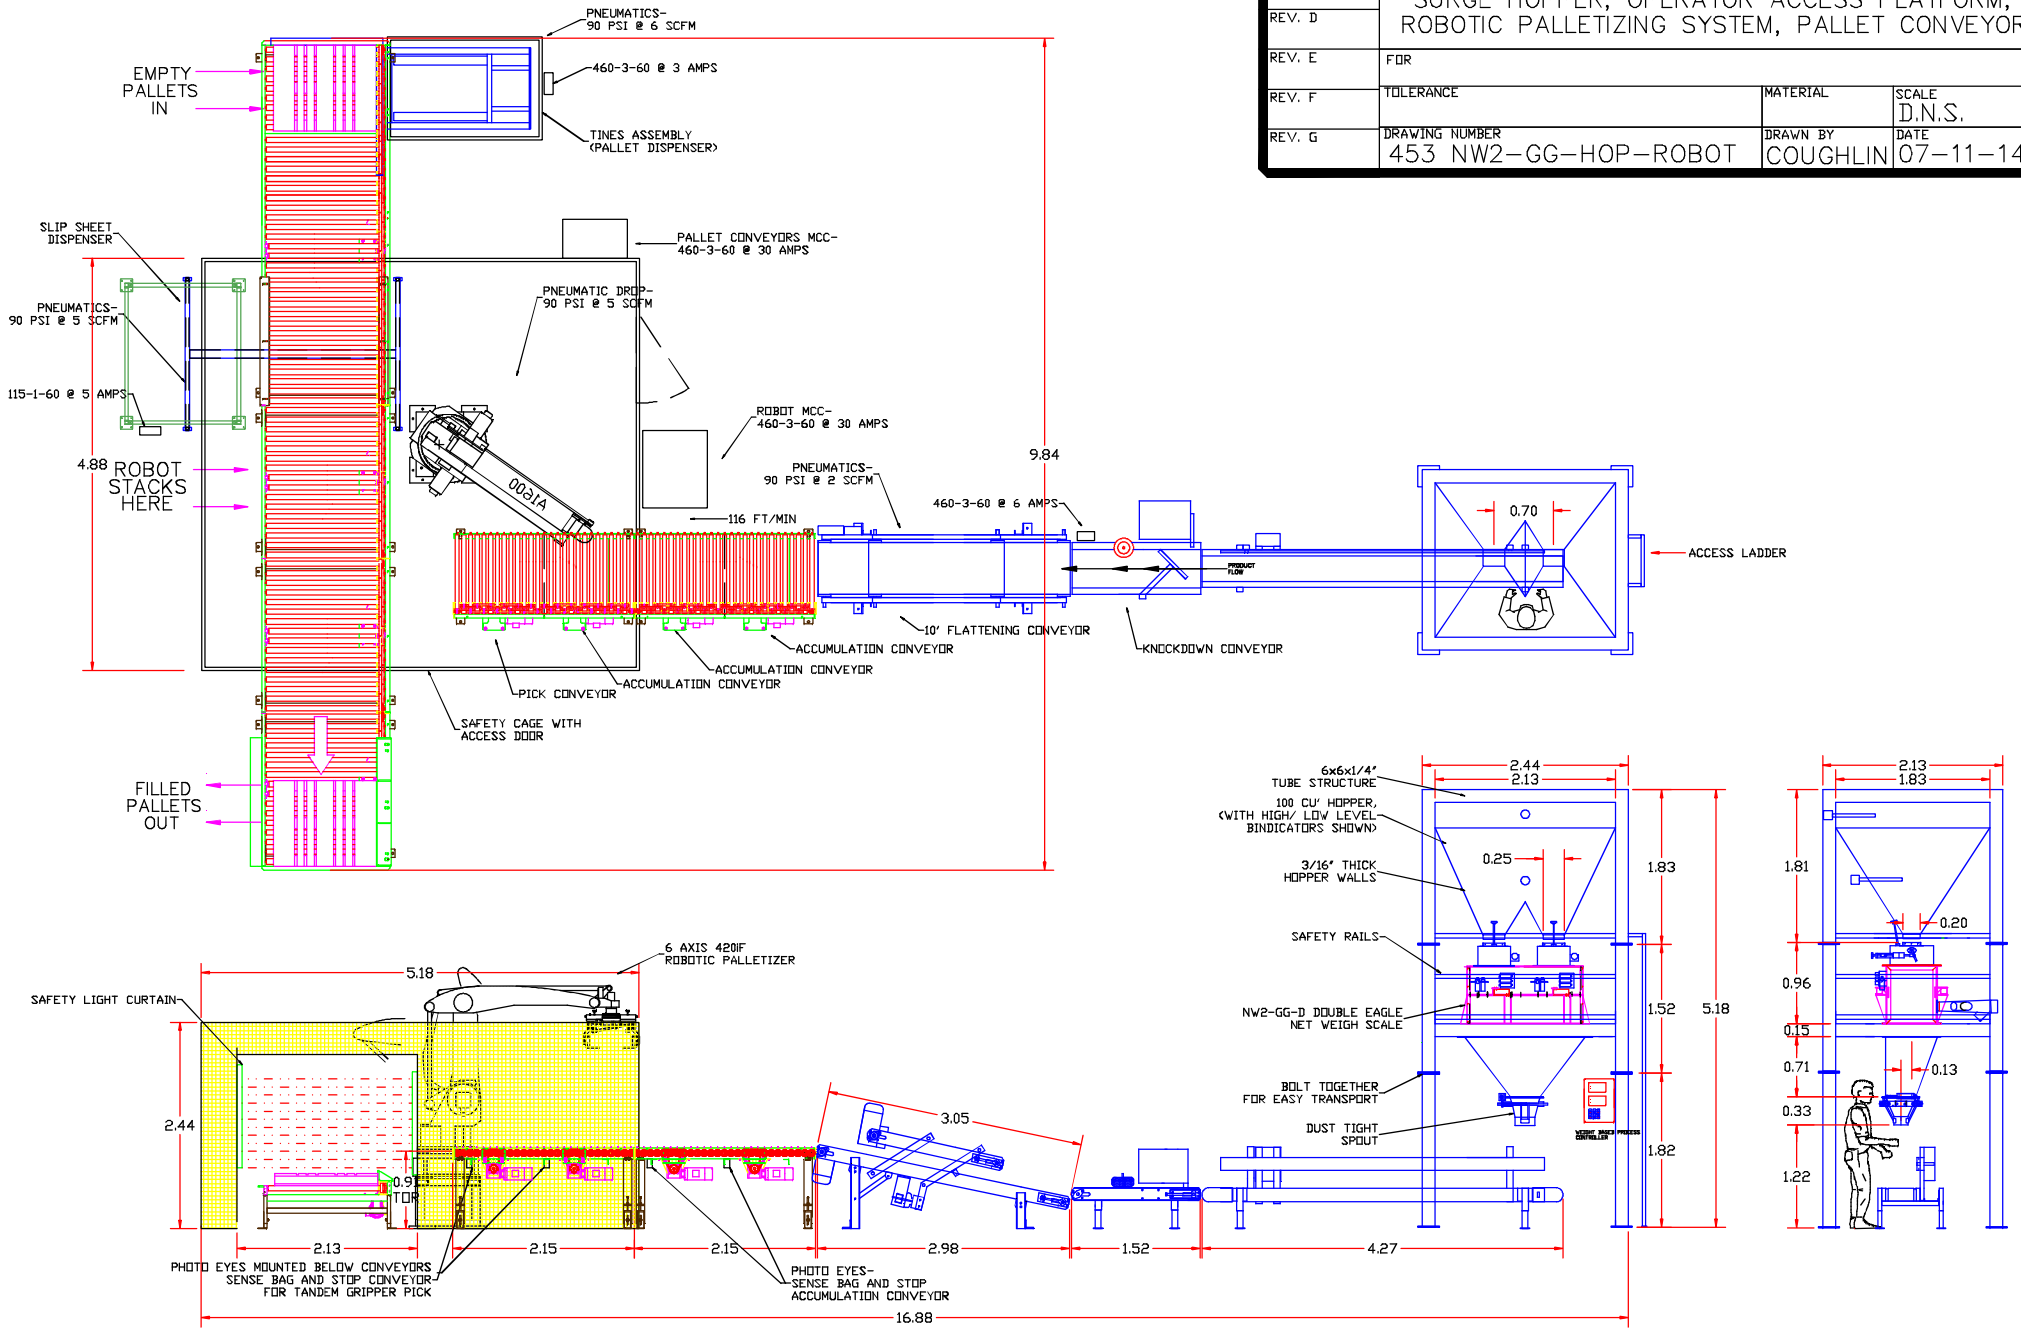 PNEUMATICS-
90 PSI @ 6 SCFM
460-3-60 @ 3 AMPS
EMPTY
PALLETS
IN
TINES ASSEMBLY
(PALLET DISPENSER)
SURGE HOPPER, OPERATOR ACCESS PLATFORM,
ROBOTIC PALLETIZING SYSTEM, PALLET CONVEYOR
REV. D
REV. E
FOR
REV. F
TOLERANCE
MATERIAL
SCALE
D.N.S.
REV. G
DRAWING NUMBER
453 NW2-GG-HOP-ROBOT
DRAWN BY
COUGHLIN
DATE
07-11-14
SLIP SHEET
DISPENSER
PALLET CONVEYORS MCC-
460-3-60 @ 30 AMPS
PNEUMATICS-
90 PSI @ 5 SCFM
PNEUMATIC DROP-
90 PSI @ 5 SCFM
115-1-60 @ 5 AMPS
ROBOT MCC-
460-3-60 @ 30 AMPS
4.88
ROBOT
STACKS
HERE
9.84
PNEUMATICS-
90 PSI @ 2 SCFM
A1600
116 FT/MIN
460-3-60 @ 6 AMPS
0.70
ACCESS LADDER
PRODUCT
FLOW
10' FLATTENING CONVEYOR
KNOCKDOWN CONVEYOR
ACCUMULATION CONVEYOR
ACCUMULATION CONVEYOR
ACCUMULATION CONVEYOR
PICK CONVEYOR
SAFETY CAGE WITH
ACCESS DOOR
FILLED
PALLETS
OUT
2.44
2.13
6x6x1/4"
TUBE STRUCTURE
100 CU' HOPPER,
(WITH HIGH/ LOW LEVEL
BINDICATORS SHOWN)
3/16" THICK
HOPPER WALLS
0.25
1.83
SAFETY RAILS
NW2-GG-D DOUBLE EAGLE
NET WEIGH SCALE
1.52
5.18
BOLT TOGETHER
FOR EASY TRANSPORT
DUST TIGHT
SPOUT
WEIGHT BASED PROCESS
CONTROLLER
1.82
2.13
1.83
1.81
0.20
0.96
0.15
0.71
0.13
0.33
1.22
6 AXIS 420IF
ROBOTIC PALLETIZER
5.18
SAFETY LIGHT CURTAIN
2.44
0.91
TOR
3.05
2.13
2.15
2.15
2.98
1.52
4.27
PHOTO EYES MOUNTED BELOW CONVEYORS
SENSE BAG AND STOP CONVEYOR
FOR TANDEM GRIPPER PICK
PHOTO EYES-
SENSE BAG AND STOP
ACCUMULATION CONVEYOR
16.88